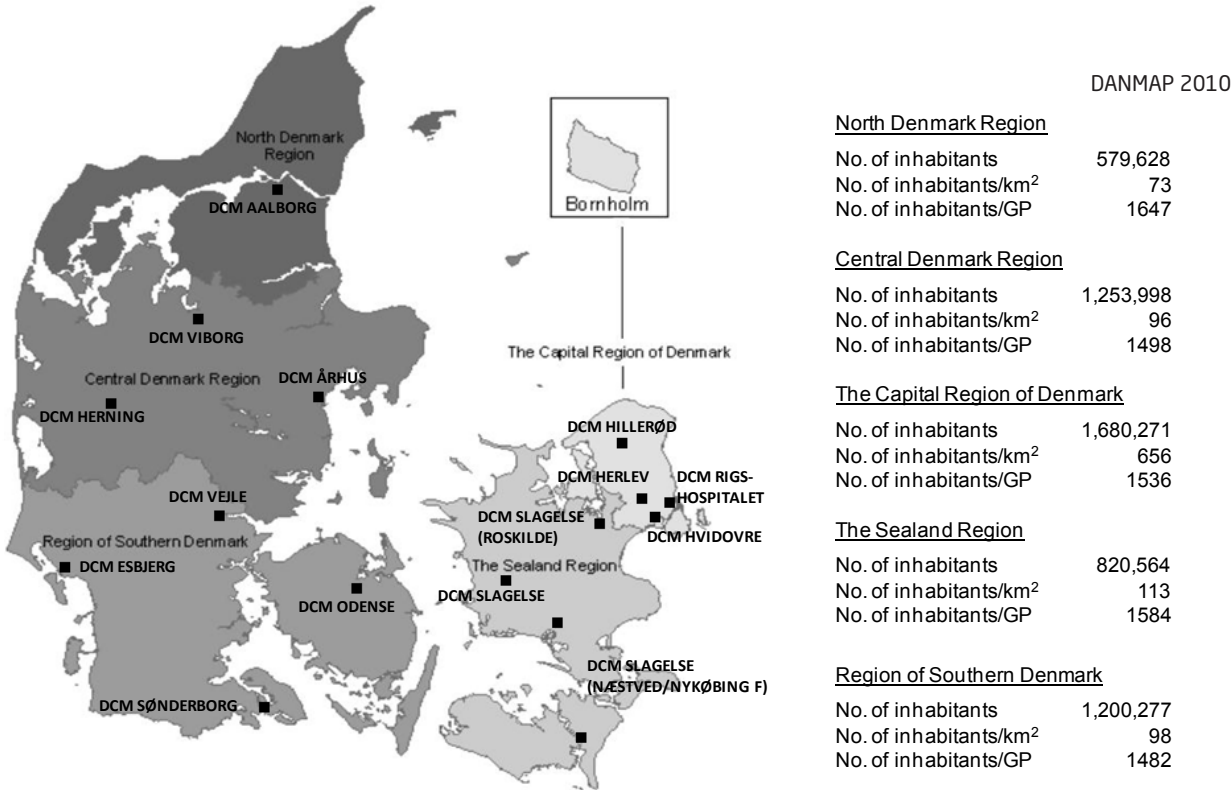 DANMAP 2010
North Denmark
Region
DCM AALBORG
DCM VIBORG
Central Denmark Region
DCM ÅRHUS
DCM HERNING
DCM VEJLE
Region of Southern Denmark
DCM ESBJERG
DCM ODENSE
DCM SØNDERBORG
Bornholm
The Capital Region of Denmark
DCM HILLERØD
DCM HERLEV
DCM RIGS-
HOSPITALET
DCM SLAGELSE
(ROSKILDE)
DCM HVIDOVRE
The Sealand Region
DCM SLAGELSE
DCM SLAGELSE
(NÆSTVED/NYKØBING F)
North Denmark Region
No. of inhabitants 579,628
No. of inhabitants/km² 73
No. of inhabitants/GP 1647
Central Denmark Region
No. of inhabitants 1,253,998
No. of inhabitants/km² 96
No. of inhabitants/GP 1498
The Capital Region of Denmark
No. of inhabitants 1,680,271
No. of inhabitants/km² 656
No. of inhabitants/GP 1536
The Sealand Region
No. of inhabitants 820,564
No. of inhabitants/km² 113
No. of inhabitants/GP 1584
Region of Southern Denmark
No. of inhabitants 1,200,277
No. of inhabitants/km² 98
No. of inhabitants/GP 1482